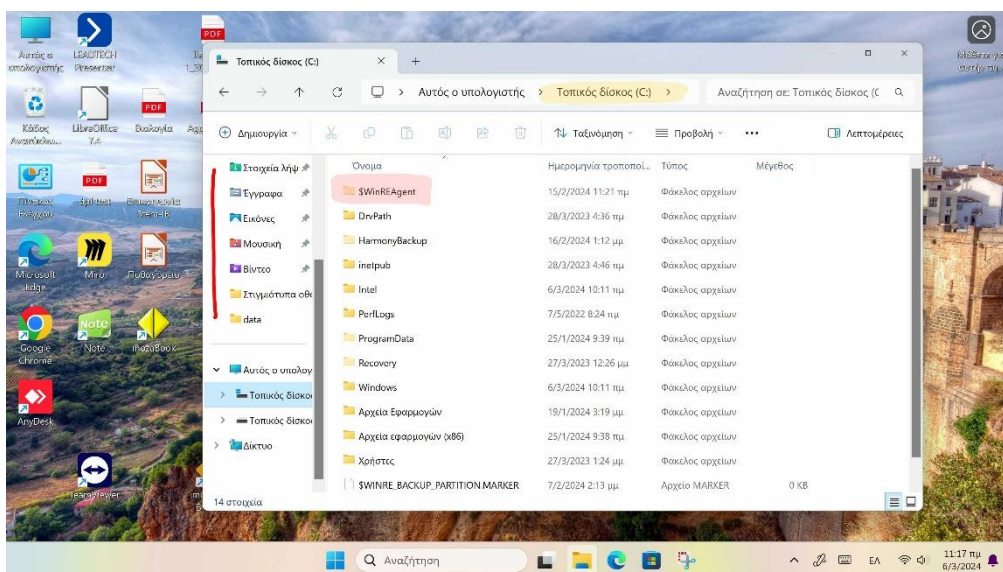 Αυτός ο
υπολογιστής
LEADTECH
Presenter
PDF
Κάδος
Ανακύκλω...
LibreOffice
7.4
PDF
Βιολογία
Πίνακας
Ελέγχου
PDF
Microsoft
Edge
Miro
Πυθαγόρειο
Google
Chrome
Note
Note
mozaBook
AnyDesk
TeamViewer
Τοπικός δίσκος (C:)
Αυτός ο υπολογιστής > Τοπικός δίσκος (C:) >
Αναζήτηση σε: Τοπικός δίσκος (C
Δημιουργία
Ταξινόμηση
Προβολή
Λεπτομέρειες
Στοιχεία λήψ
Έγγραφα
Εικόνες
Μουσική
Βίντεο
Στιγμιότυπα οθ
data
Αυτός ο υπολογ
Τοπικός δίσκο
Τοπικός δίσκο
Δίκτυο
Όνομα Ημερομηνία τροποποί... Τύπος Μέγεθος
$WinREAgent 15/2/2024 11:21 πμ Φάκελος αρχείων
DrvPath 28/3/2023 4:36 πμ Φάκελος αρχείων
HarmonyBackup 16/2/2024 1:12 μμ Φάκελος αρχείων
inetpub 28/3/2023 4:46 πμ Φάκελος αρχείων
Intel 6/3/2024 10:11 πμ Φάκελος αρχείων
PerfLogs 7/5/2022 8:24 πμ Φάκελος αρχείων
ProgramData 25/1/2024 9:39 πμ Φάκελος αρχείων
Recovery 27/3/2023 12:26 μμ Φάκελος αρχείων
Windows 6/3/2024 10:11 πμ Φάκελος αρχείων
Αρχεία Εφαρμογών 19/1/2024 3:19 μμ Φάκελος αρχείων
Αρχεία εφαρμογών (x86) 25/1/2024 9:38 πμ Φάκελος αρχείων
Χρήστες 27/3/2023 1:24 μμ Φάκελος αρχείων
$WINRE_BACKUP_PARTITION.MARKER 7/2/2024 2:13 μμ Αρχείο MARKER 0 KB
14 στοιχεία
Αναζήτηση
ΕΛ
11:17 πμ
6/3/2024